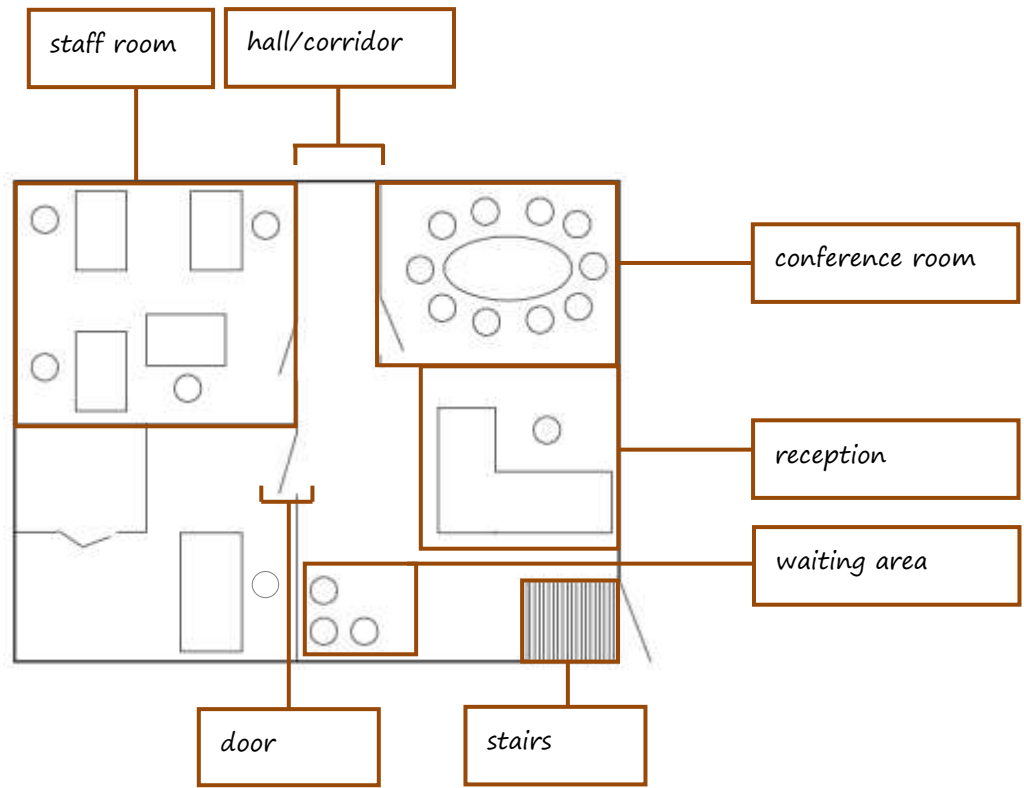 staff room
hall/corridor
conference room
reception
waiting area
door
stairs